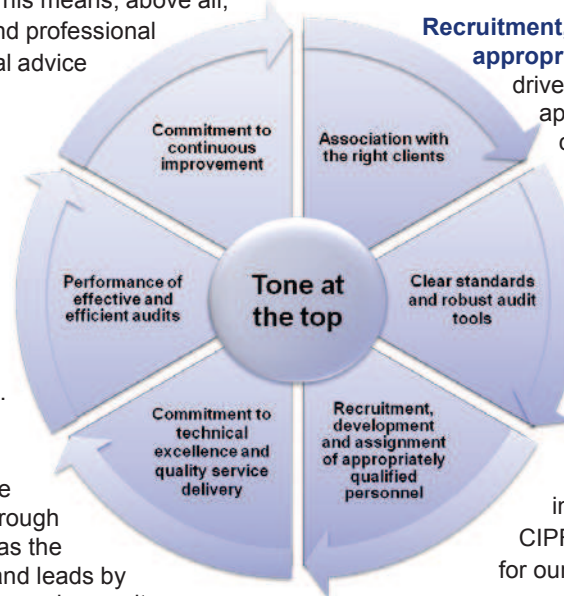 his means, above all,
nd professional
al advice
Recruitment,
appropri
drive
ap
Commitment to
continuous
improvement
Association with
the right clients
Performance of
effective and
efficient audits
Tone at
the top
Clear standards
and robust audit
tools
Commitment to
technical
excellence and
quality service
delivery
Recruitment,
development
and assignment
of appropriately
qualified
personnel
.
e
rough
as the
and leads by
in
CIPF
for our